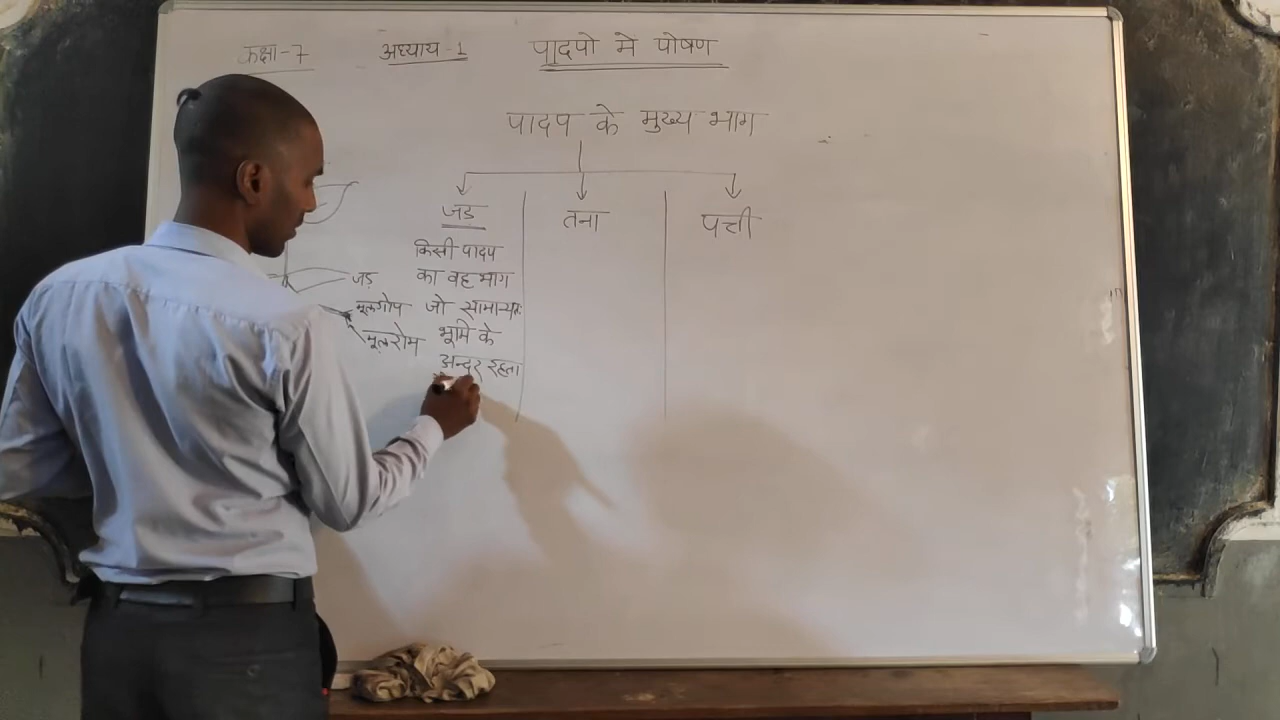 कक्षा-7 अध्याय-1 पादपो मे पोषण
पादप के मुख्य भाग
जड तना पत्ती
किसी पादप
का वह भाग
जो सामान्यतः
भूमि के
अन्दर रहता
जड़
मूलगोप
मूलरोम